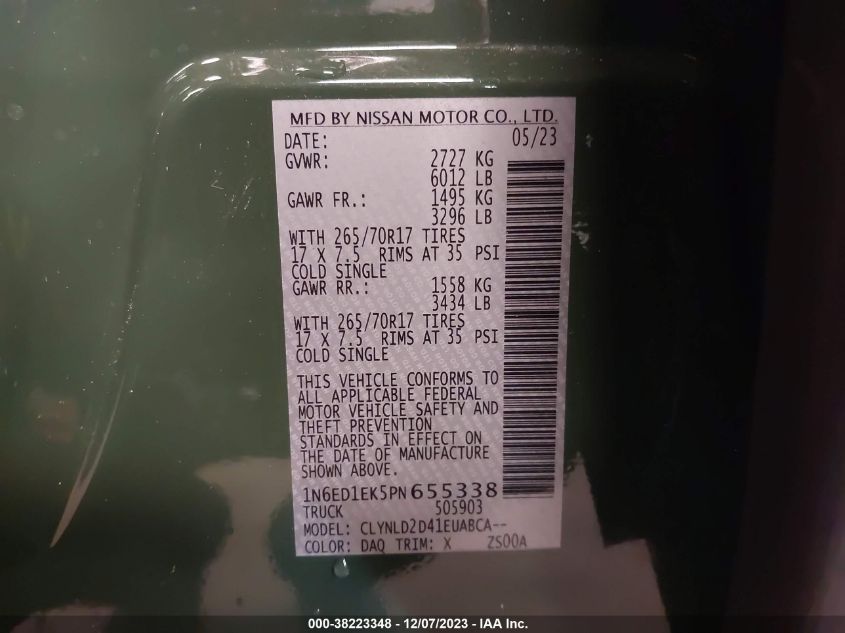 MFD BY NISSAN MOTOR CO., LTD.
DATE: 05/23
GVWR: 2727 KG
6012 LB
GAWR FR.: 1495 KG
3296 LB
WITH 265/70R17 TIRES
17 X 7.5 RIMS AT 35 PSI
COLD SINGLE
GAWR RR.: 1558 KG
3434 LB
WITH 265/70R17 TIRES
17 X 7.5 RIMS AT 35 PSI
COLD SINGLE
THIS VEHICLE CONFORMS TO
ALL APPLICABLE FEDERAL
MOTOR VEHICLE SAFETY AND
THEFT PREVENTION
STANDARDS IN EFFECT ON
THE DATE OF MANUFACTURE
SHOWN ABOVE.
1N6ED1EK5PN655338
TRUCK 505903
MODEL: CLYNLD2D41EUABCA--
COLOR: DAQ TRIM: X ZS00A
000-38223348 - 12/07/2023 - IAA Inc.